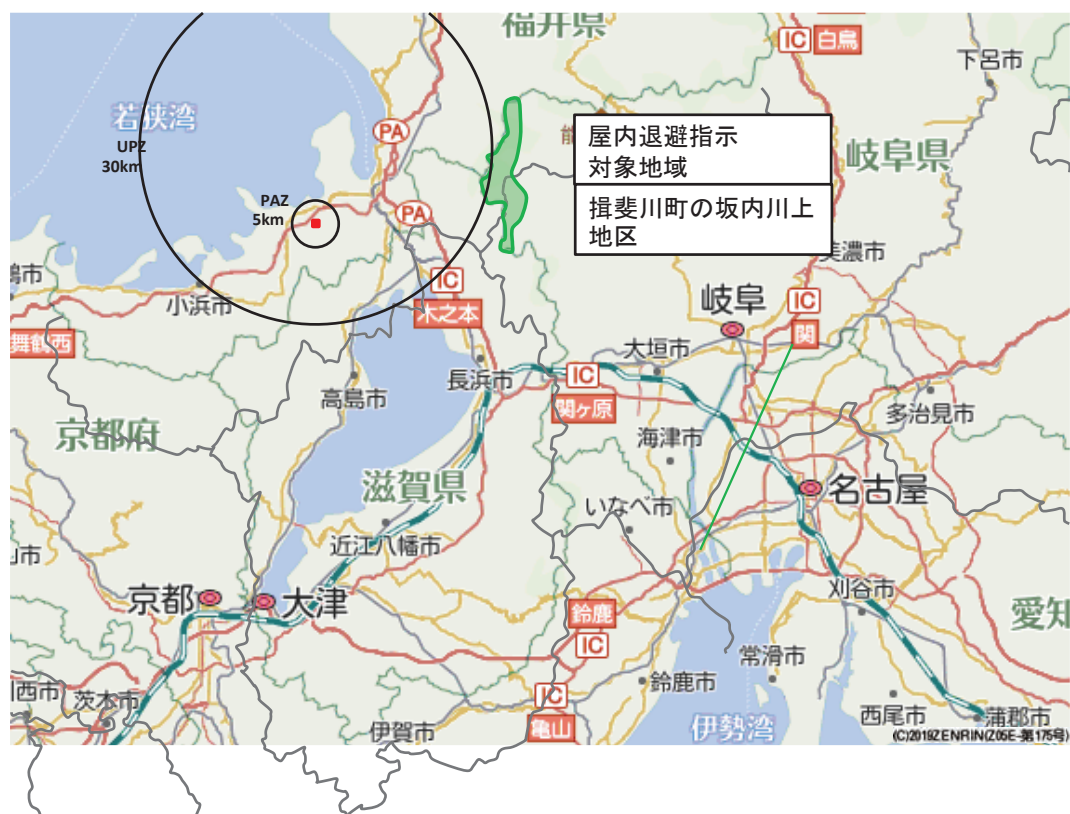 福井県
IC 白鳥
下呂市
若狭湾
UPZ
30km
PA
能
屋内退避指示
対象地域
岐阜県
PAZ
5km
PA
揖斐川町の坂内川上
地区
美濃市
小浜市
IC
木之本
岐阜
IC
関
舞鶴西
大垣市
長浜市
IC
関ヶ原
高島市
多治見市
京都府
海津市
滋賀県
名古屋
いなべ市
近江八幡市
山市
京都
大津
刈谷市
鈴鹿
IC
愛知
常滑市
鈴鹿市
川西市
茨木市
IC
亀山
伊賀市
伊勢湾
西尾市
蒲郡市
(C)2019ZENRIN(Z05E-第175号)